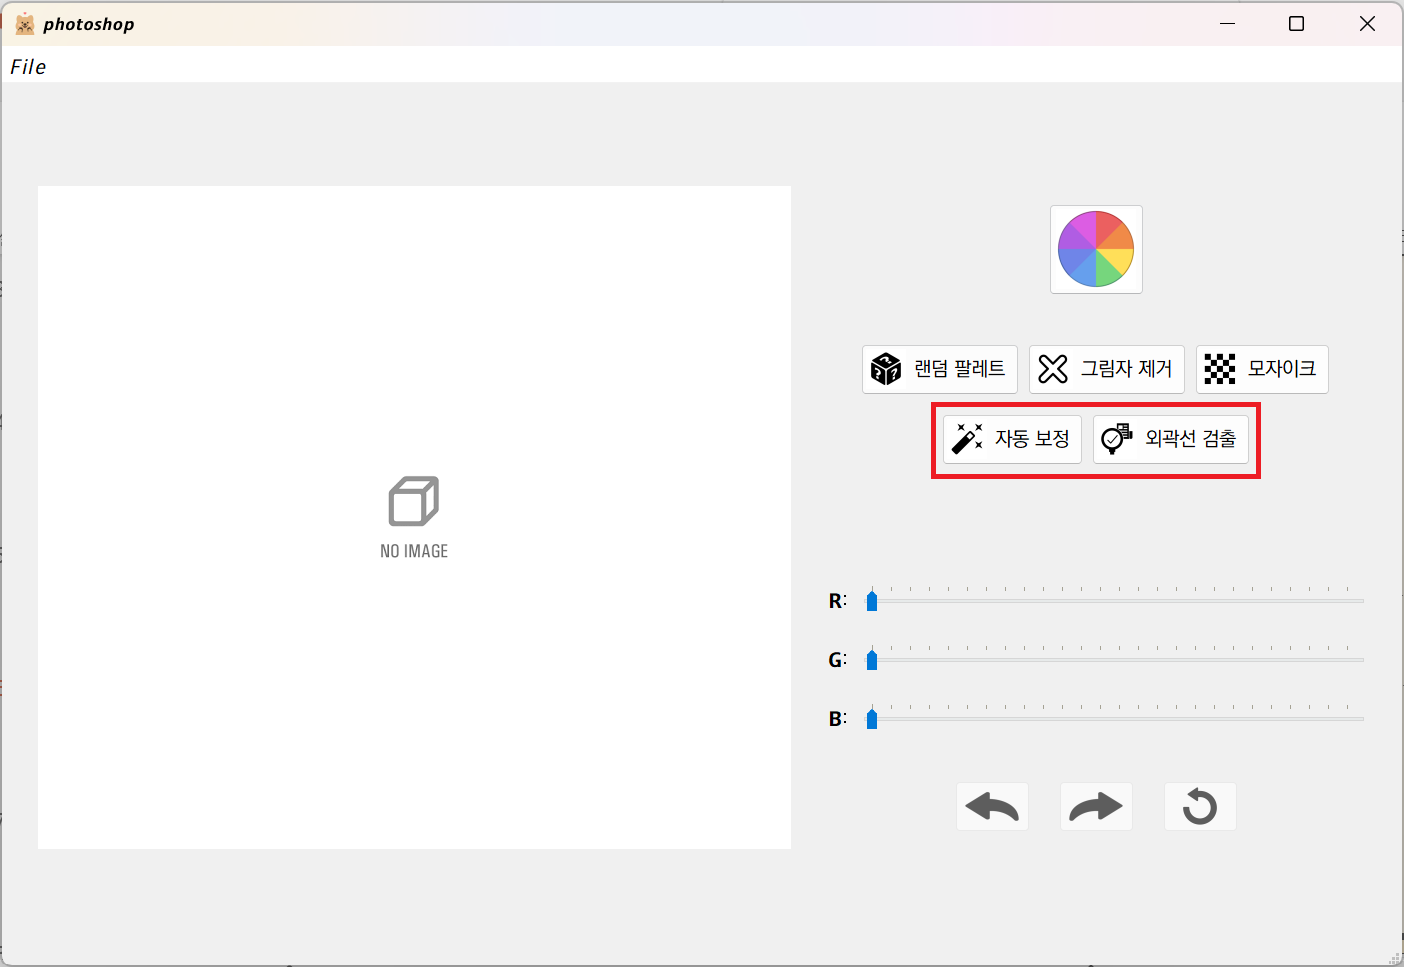 photoshop
File
랜덤 팔레트
그림자 제거
모자이크
자동 보정
외곽선 검출
NO IMAGE
R:
G:
B: